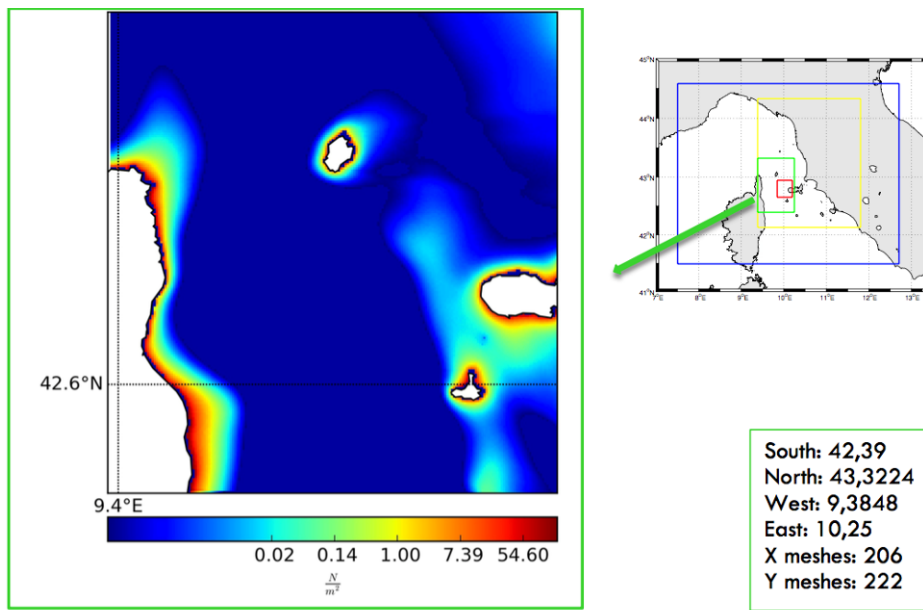 42.6°N
9.4°E
0.02 0.14 1.00 7.39 54.60
N
m²
45°N
44°N
43°N
42°N
41°N
7°E 8°E 9°E 10°E 11°E 12°E 13°E
South: 42,39
North: 43,3224
West: 9,3848
East: 10,25
X meshes: 206
Y meshes: 222